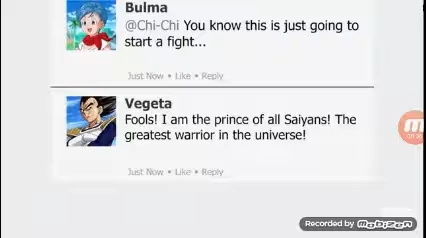 Bulma
@Chi-Chi You know this is just going to
start a fight...
Just Now • Like • Reply
Vegeta
Fools! I am the prince of all Saiyans! The
greatest warrior in the universe!
Just Now • Like • Reply
Recorded by mobizen